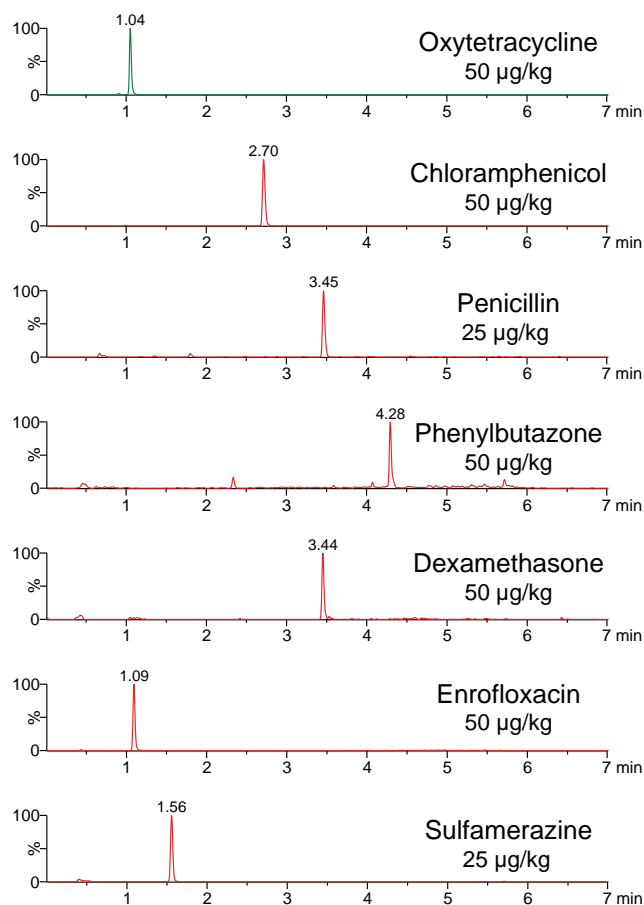 1.04
100
Oxytetracycline
50 µg/kg
%
0
1 2 3 4 5 6 7 min
2.70
100
Chloramphenicol
50 µg/kg
%
0
1 2 3 4 5 6 7 min
3.45
100
Penicillin
25 µg/kg
%
0
1 2 3 4 5 6 7 min
4.28
100
Phenylbutazone
50 µg/kg
%
0
1 2 3 4 5 6 7 min
3.44
100
Dexamethasone
50 µg/kg
%
0
1 2 3 4 5 6 7 min
1.09
100
Enrofloxacin
50 µg/kg
%
0
1 2 3 4 5 6 7 min
1.56
100
Sulfamerazine
25 µg/kg
%
0
1 2 3 4 5 6 7 min